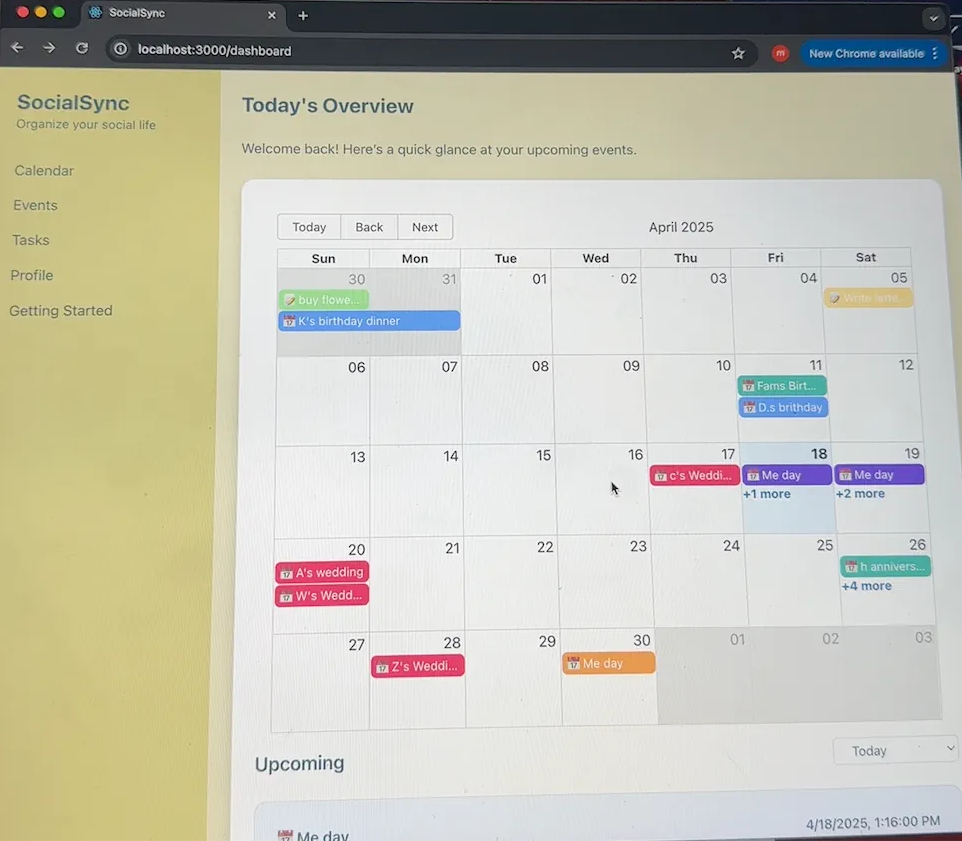 SocialSync
localhost:3000/dashboard
m
New Chrome available
SocialSync
Organize your social life
Calendar
Events
Tasks
Profile
Getting Started
Today's Overview
Welcome back! Here's a quick glance at your upcoming events.
Today Back Next
April 2025
Sun Mon Tue Wed Thu Fri Sat
30 31 01 02 03 04 05
buy flowe...
Write lette...
K's birthday dinner
06 07 08 09 10 11 12
Fams Birt...
D.s brithday
13 14 15 16 17 18 19
c's Weddi...
Me day
Me day
+1 more
+2 more
20 21 22 23 24 25 26
A's wedding
h annivers...
W's Wedd...
+4 more
27 28 29 30 01 02 03
Z's Weddi...
Me day
Upcoming
Today
Me day
4/18/2025, 1:16:00 PM